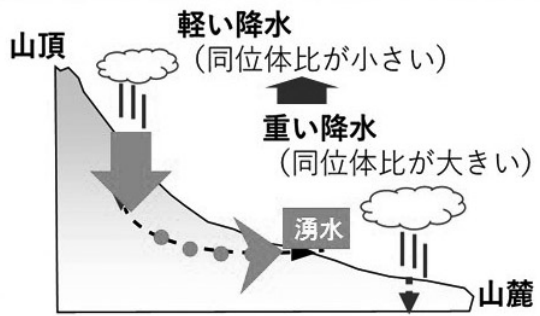 山頂
軽い降水
（同位体比が小さい）
重い降水
（同位体比が大きい）
湧水
山麓